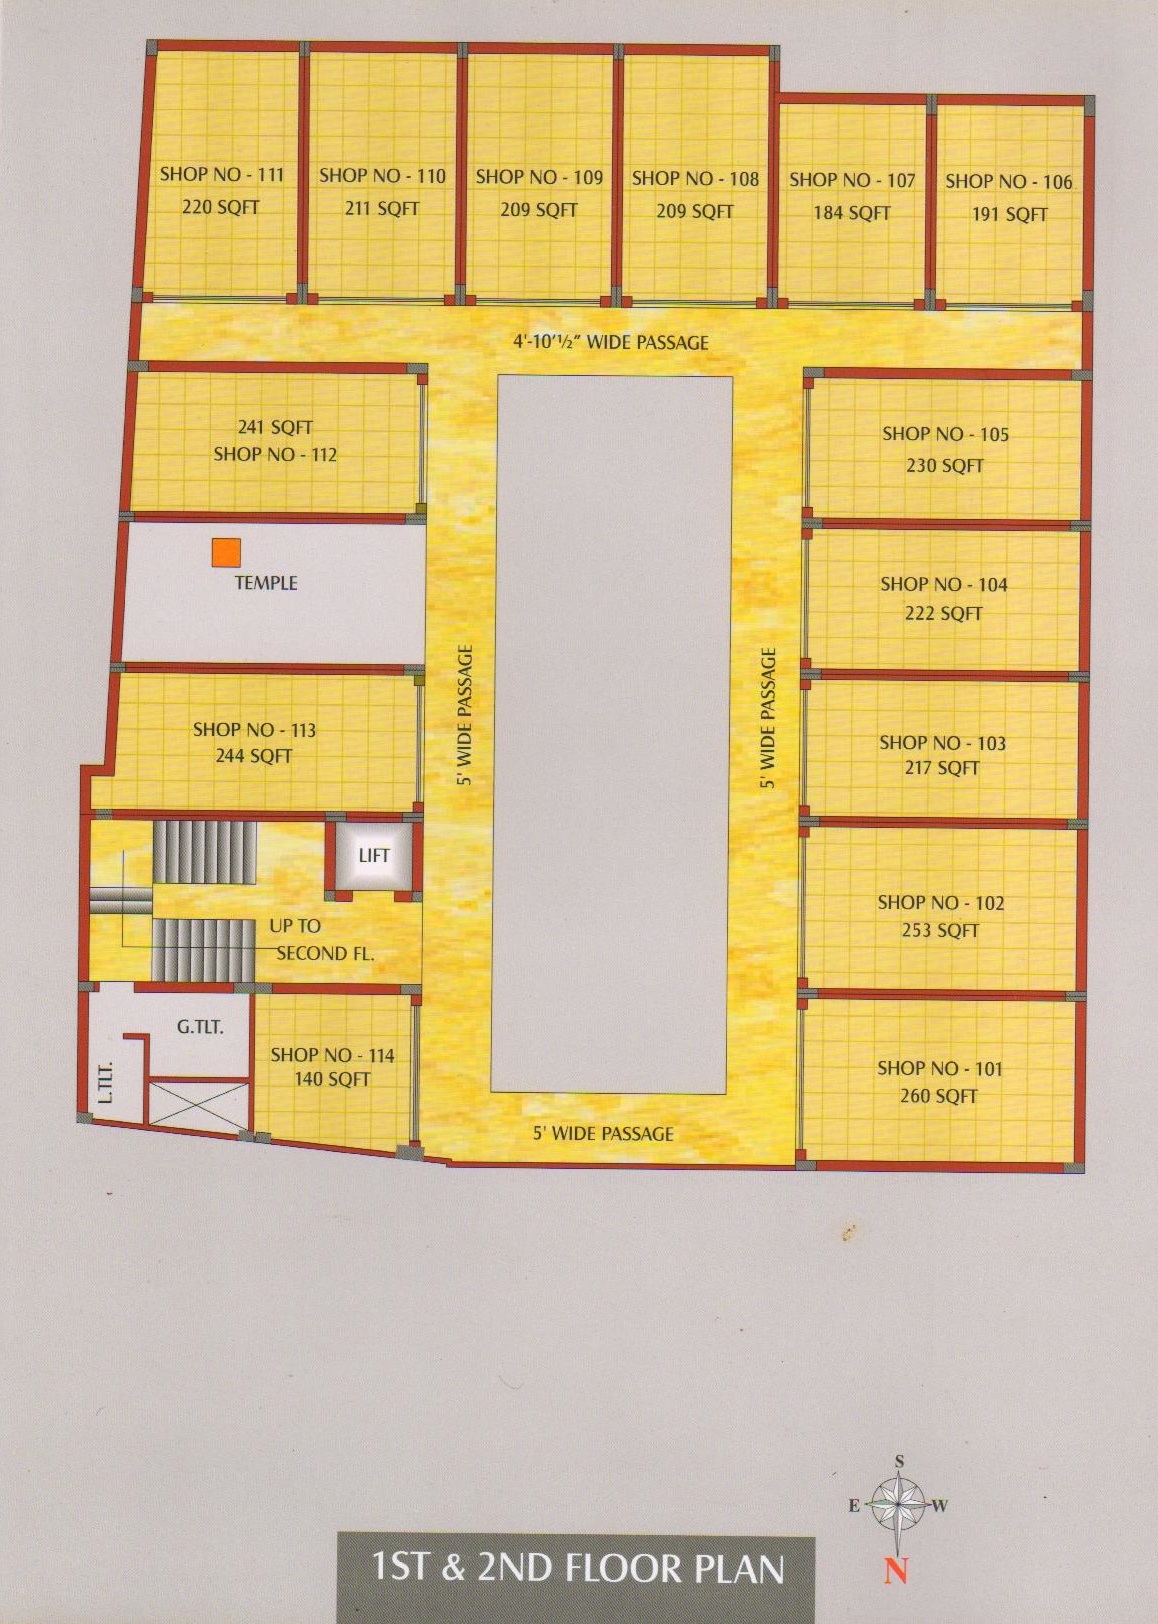 SHOP NO - 111
220 SQFT
SHOP NO - 110
211 SQFT
SHOP NO - 109
209 SQFT
SHOP NO - 108
209 SQFT
SHOP NO - 107
184 SQFT
SHOP NO - 106
191 SQFT
4'-10'½" WIDE PASSAGE
241 SQFT
SHOP NO - 112
SHOP NO - 105
230 SQFT
TEMPLE
SHOP NO - 104
222 SQFT
5' WIDE PASSAGE
5' WIDE PASSAGE
SHOP NO - 113
244 SQFT
SHOP NO - 103
217 SQFT
LIFT
UP TO
SECOND FL.
SHOP NO - 102
253 SQFT
G.TLT.
L.TLT.
SHOP NO - 114
140 SQFT
SHOP NO - 101
260 SQFT
5' WIDE PASSAGE
S
E
W
N
1ST & 2ND FLOOR PLAN